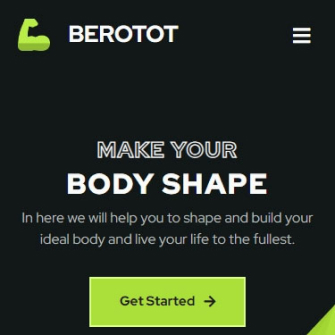 BEROTOT
MAKE YOUR
BODY SHAPE
In here we will help you to shape and build your
ideal body and live your life to the fullest.
Get Started